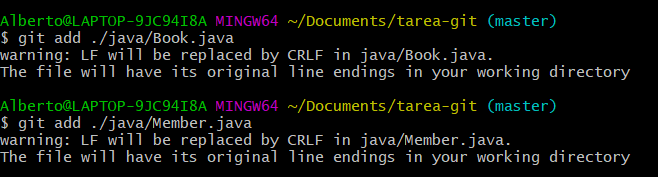 Alberto@LAPTOP-9JC94I8A MINGW64 ~/Documents/tarea-git (master)
$ git add ./java/Book.java
warning: LF will be replaced by CRLF in java/Book.java.
The file will have its original line endings in your working directory
Alberto@LAPTOP-9JC94I8A MINGW64 ~/Documents/tarea-git (master)
$ git add ./java/Member.java
warning: LF will be replaced by CRLF in java/Member.java.
The file will have its original line endings in your working directory